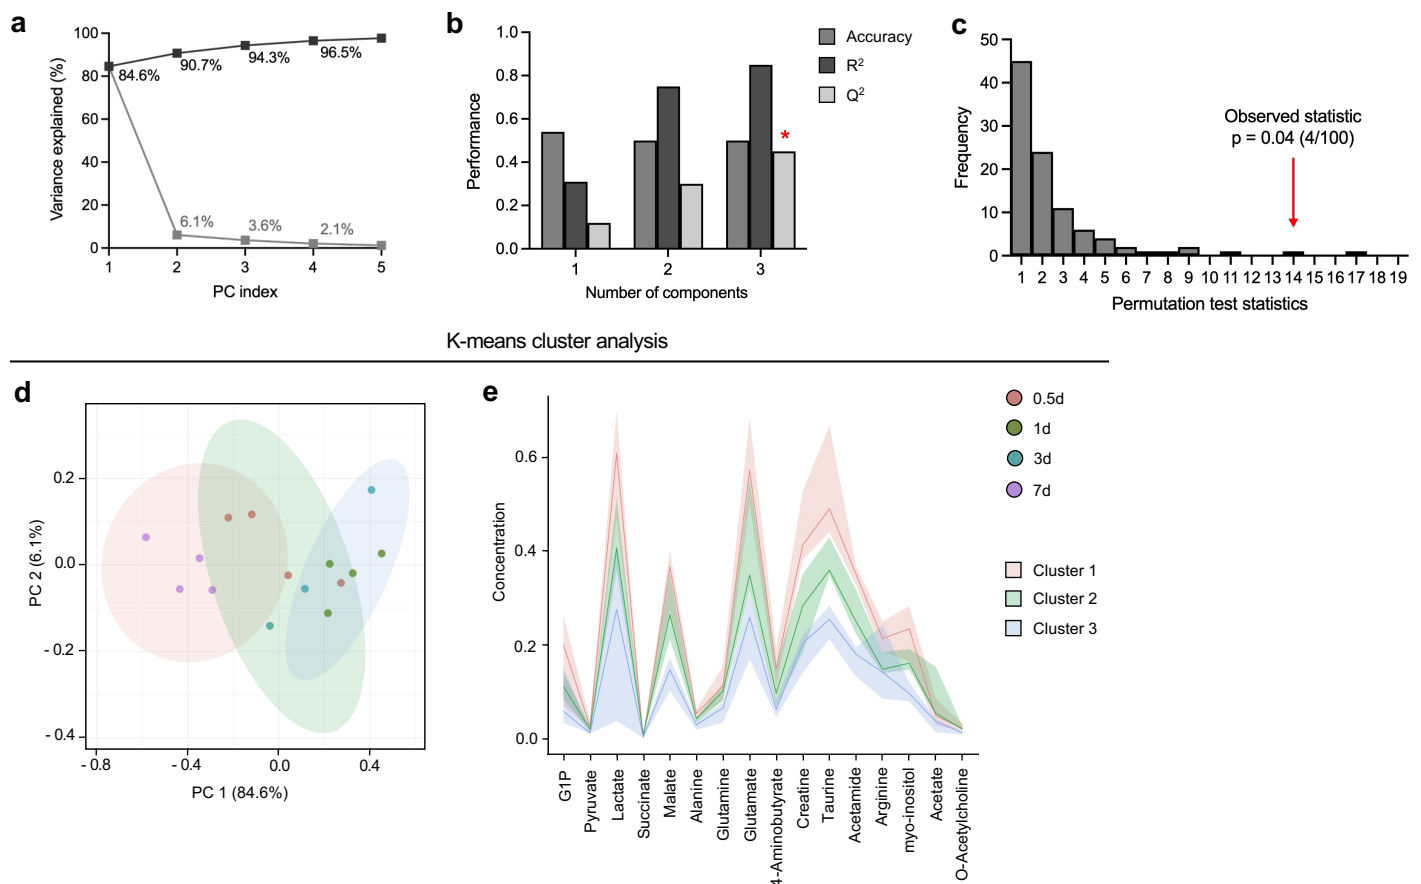 a
100
80
60
40
20
0
Variance explained (%)
84.6%
90.7%
94.3%
96.5%
6.1%
3.6%
2.1%
1 2 3 4 5
PC index
b
1.0
0.8
0.6
0.4
0.2
0.0
Performance
*
1 2 3
Number of components
Accuracy
R²
Q²
c
50
40
30
20
10
0
Frequency
Observed statistic
p = 0.04 (4/100)
1 2 3 4 5 6 7 8 9 10 11 12 13 14 15 16 17 18 19
Permutation test statistics
K-means cluster analysis
d
0.2
0.0
- 0.2
- 0.4
PC 2 (6.1%)
- 0.8 - 0.4 0.0 0.4
PC 1 (84.6%)
e
0.6
0.4
0.2
0.0
Concentration
G1P
Pyruvate
Lactate
Succinate
Malate
Alanine
Glutamine
Glutamate
4-Aminobutyrate
Creatine
Taurine
Acetamide
Arginine
myo-inositol
Acetate
O-Acetylcholine
0.5d
1d
3d
7d
Cluster 1
Cluster 2
Cluster 3